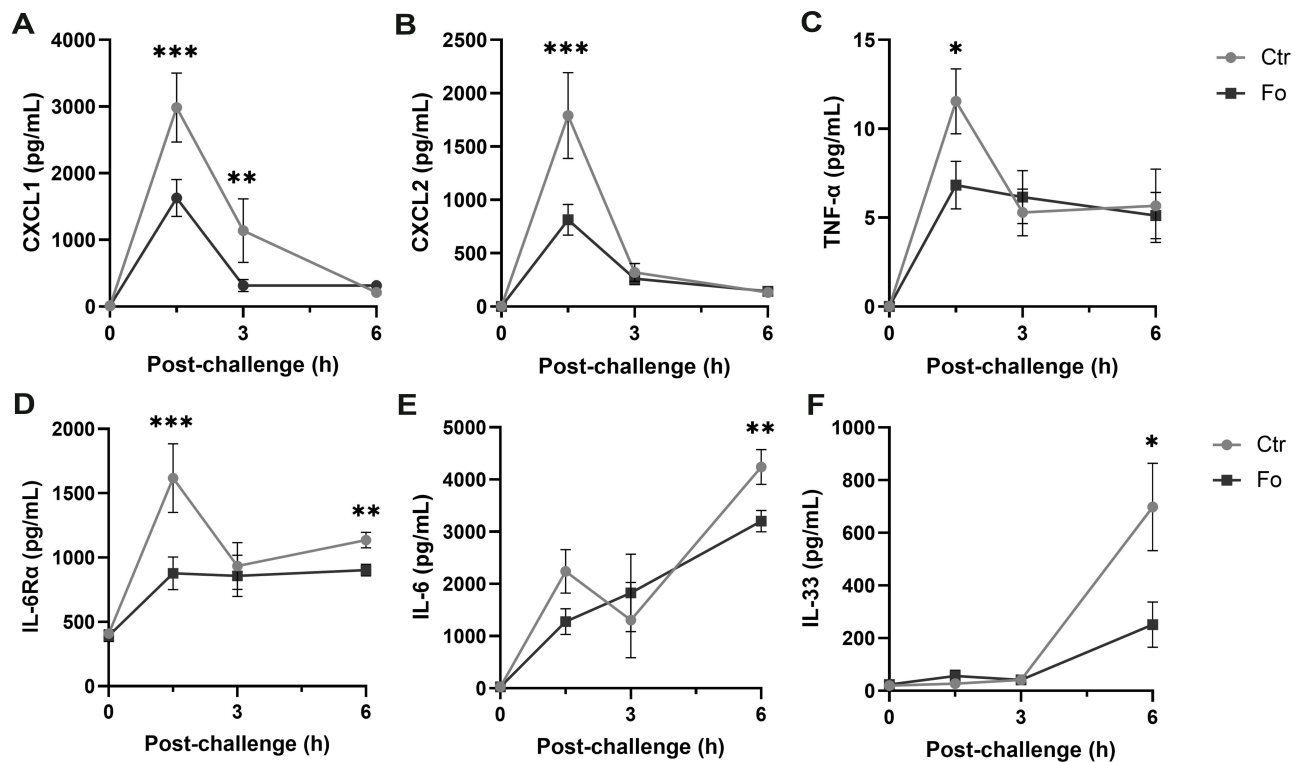 A
CXCL1 (pg/mL)
4000
3000
2000
1000
0
***
**
0
3
6
Post-challenge (h)
B
CXCL2 (pg/mL)
2500
2000
1500
1000
500
0
***
0
3
6
Post-challenge (h)
C
TNF-α (pg/mL)
15
10
5
0
*
0
3
6
Post-challenge (h)
Ctr
Fo
D
IL-6Rα (pg/mL)
2000
1500
1000
500
0
***
**
0
3
6
Post-challenge (h)
E
IL-6 (pg/mL)
5000
4000
3000
2000
1000
0
**
0
3
6
Post-challenge (h)
F
IL-33 (pg/mL)
1000
800
600
400
200
0
*
0
3
6
Post-challenge (h)
Ctr
Fo